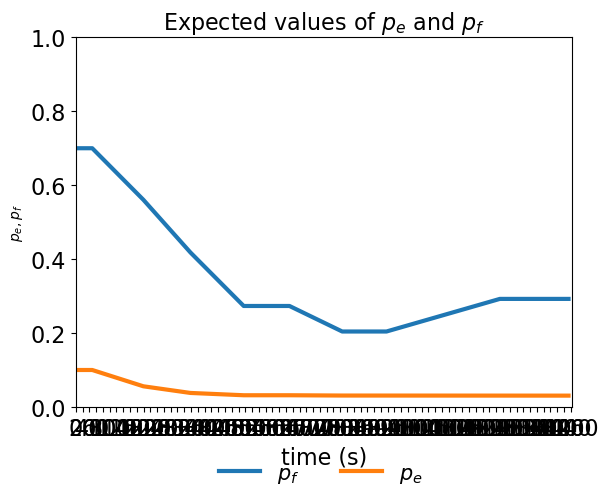 Expected values of $p_e$ and $p_f$
1.0
0.8
0.6
0.4
0.2
0.0
$p_e, p_f$
time (s)
$p_f$ $p_e$